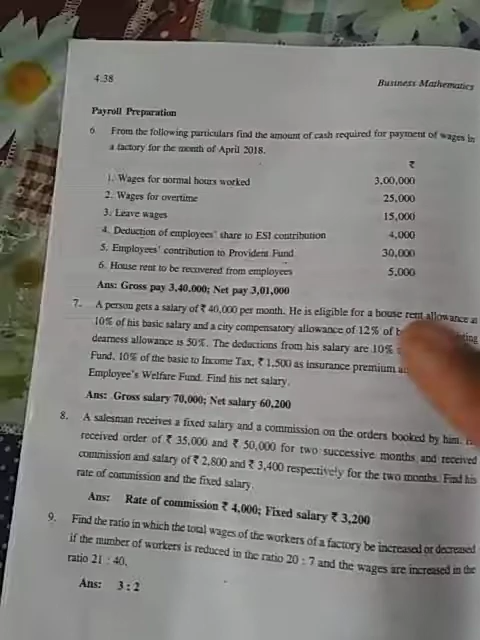 4.38
Business Mathematics
Payroll Preparation
6. From the following particulars find the amount of cash required for payment of wages in
a factory for the month of April 2018.
₹
1. Wages for normal hours worked 3,00,000
2. Wages for overtime 25,000
3. Leave wages 15,000
4. Deduction of employees' share to ESI contribution 4,000
5. Employees' contribution to Provident Fund 30,000
6. House rent to be recovered from employees 5,000
Ans: Gross pay 3,40,000; Net pay 3,01,000
7. A person gets a salary of ₹ 40,000 per month. He is eligible for a house rent allowance at
10% of his basic salary and a city compensatory allowance of 12% of
dearness allowance is 50%. The deductions from his salary are 10%
Fund, 10% of the basic to Income Tax, ₹ 1,500 as insurance premium
Employee's Welfare Fund. Find his net salary.
Ans: Gross salary 70,000; Net salary 60,200
8. A salesman receives a fixed salary and a commission on the orders booked by him.
received order of ₹ 35,000 and ₹ 50,000 for two successive months and received
commission and salary of ₹ 2,800 and ₹ 3,400 respectively for the two months. Find his
rate of commission and the fixed salary.
Ans: Rate of commission ₹ 4,000; Fixed salary ₹ 3,200
9. Find the ratio in which the total wages of the workers of a factory be increased or decreased
if the number of workers is reduced in the ratio 20 : 7 and the wages are increased in the
ratio 21 : 40.
Ans: 3 : 2